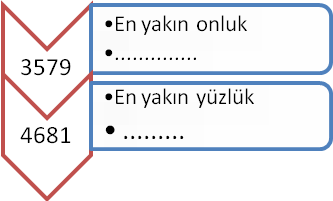 3579
•En yakın onluk
•..............
4681
•En yakın yüzlük
• .........